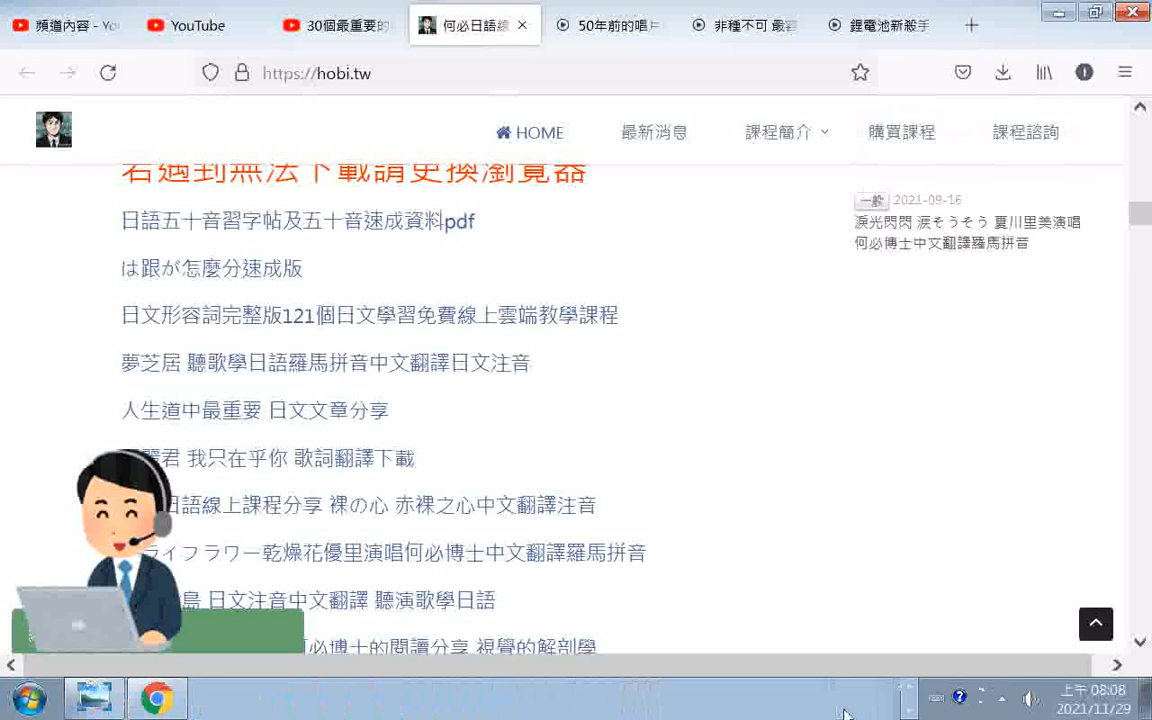 頻道內容 - Yo
YouTube
30個最重要的
何必日語線
50年前的唱片
非種不可 最容
鋰電池新殺手
https://hobi.tw
HOME
最新消息
課程簡介
購買課程
課程諮詢
若遇到無法下載請更換瀏覽器
一般 2021-09-16
淚光閃閃 涙そうそう 夏川里美演唱
何必博士中文翻譯羅馬拼音
日語五十音習字帖及五十音速成資料pdf
は跟が怎麼分速成版
日文形容詞完整版121個日文學習免費線上雲端教學課程
夢芝居 聽歌學日語羅馬拼音中文翻譯日文注音
人生道中最重要 日文文章分享
君 我只在乎你 歌詞翻譯下載
日語線上課程分享 裸の心 赤裸之心中文翻譯注音
ライフラワー乾燥花優里演唱何必博士中文翻譯羅馬拼音
島 日文注音中文翻譯 聽演歌學日語
必博士的閱讀分享 視覺的解剖學
上午 08:08
2021/11/29